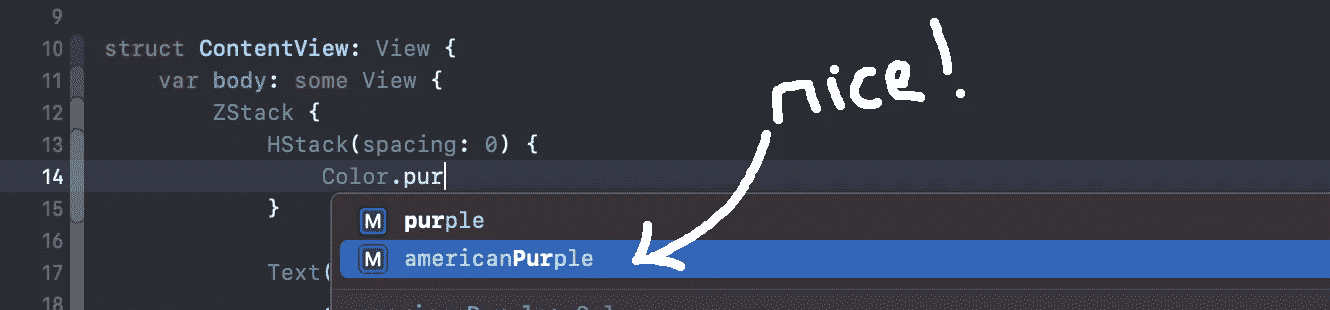 9
10 struct ContentView: View {
11 var body: some View {
12 ZStack {
13 HStack(spacing: 0) {
14 Color.pur
15 }
16
17 Text(
18
M purple
M americanPurple
nice!